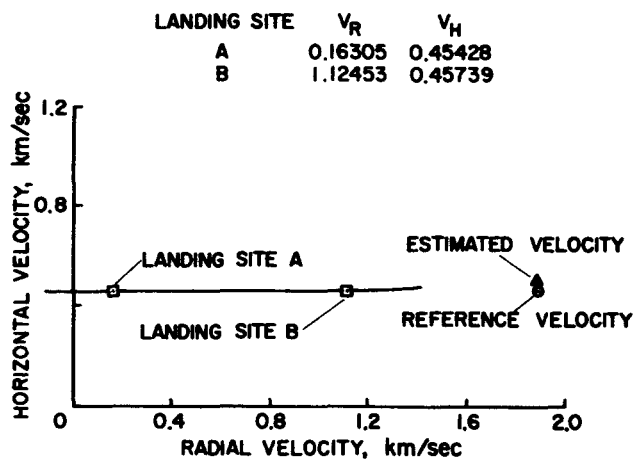 LANDING SITE V_R V_H
A 0.16305 0.45428
B 1.12453 0.45739
1.2
0.8
HORIZONTAL VELOCITY, km/sec
LANDING SITE A
ESTIMATED VELOCITY
LANDING SITE B
REFERENCE VELOCITY
0 0.4 0.8 1.2 1.6 2.0
RADIAL VELOCITY, km/sec